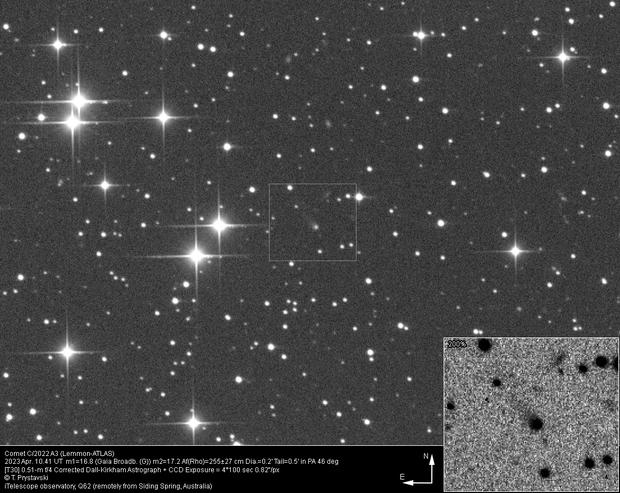 200%
Comet C/2022 A3 (Lemmon-ATLAS)
2023 Apr. 10.41 UT m1=16.8 (Gaia Broadb. (G)) m2=17.2 Af(Rho)=255±27 cm Dia.=0.2' Tail=0.5' in PA 46 deg
[T30] 0.51-m f/4 Corrected Dall-Kirkham Astrograph + CCD Exposure = 4*100 sec 0.82"/px
© T. Prystavski
iTelescope observatory, Q62 (remotely from Siding Spring, Australia)
N
E